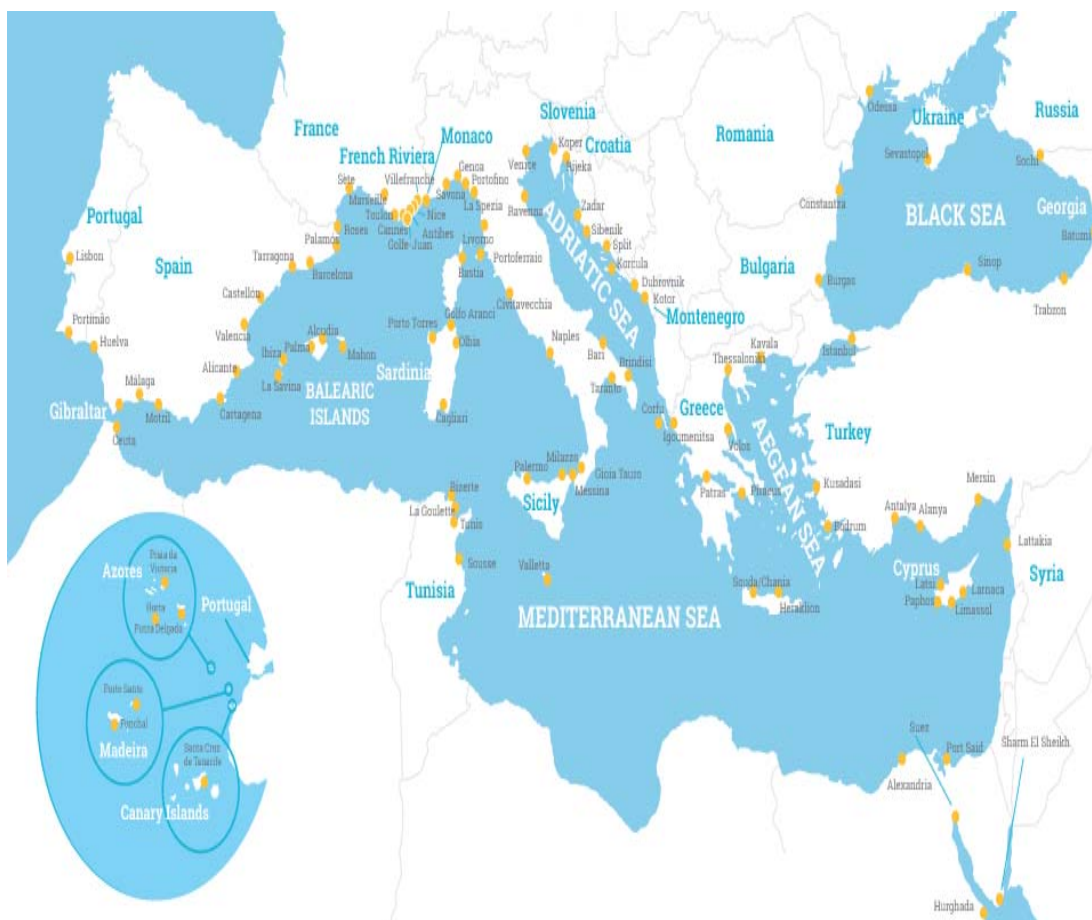 Slovenia
Croatia
Koper
Rijeka
France
Monaco
French Riviera
Villefranche
Genoa
Portofino
Savona
La Spezia
Venice
Ravenna
Sète
Marseille
Toulon
Cannes
Golfe-Juan
Antibes
Nice
Livorno
Portoferraio
Bastia
Romania
Odessa
Ukraine
Russia
Sevastopol
Sochi
Constantra
BLACK SEA
Georgia
Batumi
Sinop
Trabzon
Bulgaria
Burgas
Istanbul
ADRIATIC SEA
Zadar
Sibenik
Split
Korcula
Dubrovnik
Kotor
Montenegro
Portugal
Lisbon
Spain
Roses
Palamós
Tarragona
Barcelona
Castellón
Portimão
Huelva
Valencia
Alcudia
Palma
Ibiza
Mahon
La Savina
Alicante
Málaga
Motril
Cartagena
Gibraltar
Ceuta
BALEARIC
ISLANDS
Porto Torres
Golfo Aranci
Olbia
Sardinia
Cagliari
Civitavecchia
Naples
Bari
Brindisi
Taranto
Kavala
Thessaloniki
Corfu
Igoumenitsa
Greece
Volos
AEGEAN SEA
Turkey
Patras
Piraeus
Kusadasi
Bodrum
Antalya
Alanya
Mersin
Lattakia
Syria
Cyprus
Latsi
Paphos
Larnaca
Limassol
Palermo
Milazzo
Gioia Tauro
Messina
Sicily
Bizerte
La Goulette
Tunis
Sousse
Tunisia
Valletta
Souda/Chania
Heraklion
MEDITERRANEAN SEA
Azores
Praia da
Victoria
Horta
Ponta Delgada
Portugal
Porto Santo
Funchal
Madeira
Santa Cruz
de Tenerife
Canary Islands
Suez
Port Said
Sharm El Sheikh
Alexandria
Hurghada